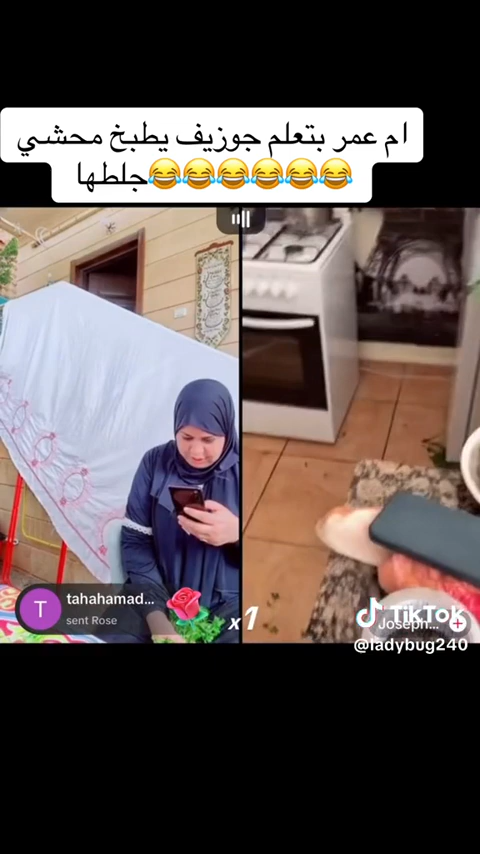 ام عمر بتعلم جوزيف يطبخ محشي
جلطها😂😂😂😂😂😂
T
tahahamad...
sent Rose
x1
TikTok
Joseph...
@ladybug240